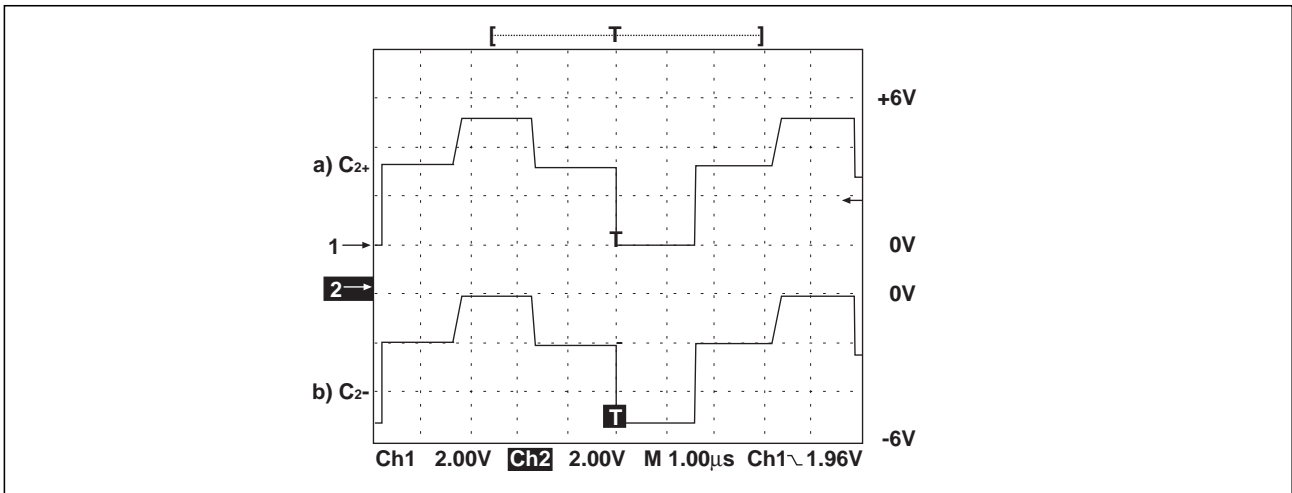 [ T ]
+6V
a) C2+
T
1 0V
2 0V
b) C2-
T
-6V
Ch1 2.00V Ch2 2.00V M 1.00µs Ch1 1.96V